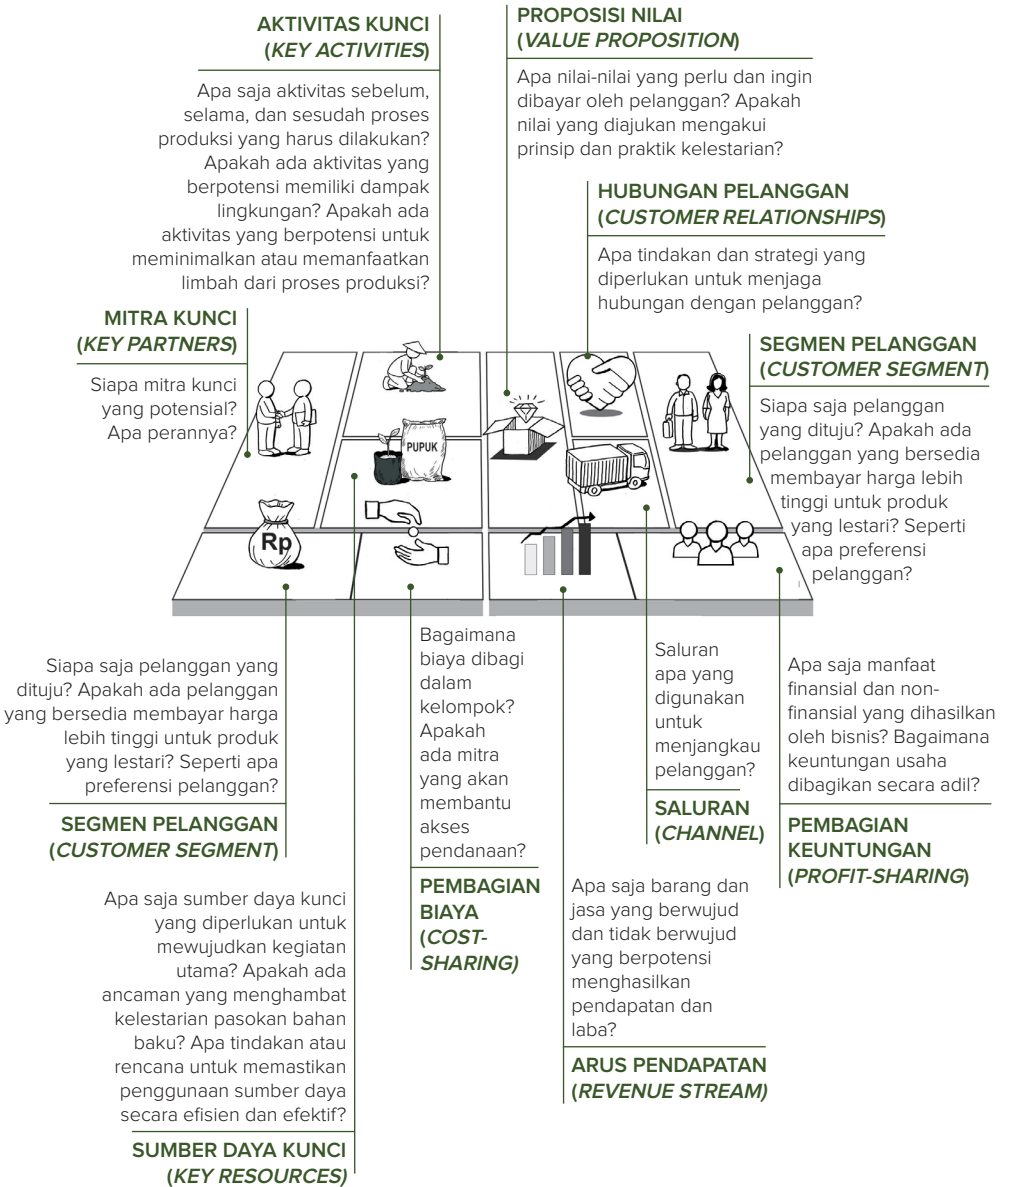 AKTIVITAS KUNCI
(KEY ACTIVITIES)
Apa saja aktivitas sebelum,
selama, dan sesudah proses
produksi yang harus dilakukan?
Apakah ada aktivitas yang
berpotensi memiliki dampak
lingkungan? Apakah ada
aktivitas yang berpotensi untuk
meminimalkan atau memanfaatkan
limbah dari proses produksi?
PROPOSISI NILAI
(VALUE PROPOSITION)
Apa nilai-nilai yang perlu dan ingin
dibayar oleh pelanggan? Apakah
nilai yang diajukan mengakui
prinsip dan praktik kelestarian?
HUBUNGAN PELANGGAN
(CUSTOMER RELATIONSHIPS)
Apa tindakan dan strategi yang
diperlukan untuk menjaga
hubungan dengan pelanggan?
MITRA KUNCI
(KEY PARTNERS)
Siapa mitra kunci
yang potensial?
Apa perannya?
SEGMEN PELANGGAN
(CUSTOMER SEGMENT)
Siapa saja pelanggan
yang dituju? Apakah ada
pelanggan yang bersedia
membayar harga lebih
tinggi untuk produk
yang lestari? Seperti
apa preferensi
pelanggan?
PUPUK
Rp
Siapa saja pelanggan yang
dituju? Apakah ada pelanggan
yang bersedia membayar harga
lebih tinggi untuk produk
yang lestari? Seperti apa
preferensi pelanggan?
SEGMEN PELANGGAN
(CUSTOMER SEGMENT)
Bagaimana
biaya dibagi
dalam
kelompok?
Apakah
ada mitra
yang akan
membantu
akses
pendanaan?
PEMBAGIAN
BIAYA
(COST-
SHARING)
Saluran
apa yang
digunakan
untuk
menjangkau
pelanggan?
SALURAN
(CHANNEL)
Apa saja manfaat
finansial dan non-
finansial yang dihasilkan
oleh bisnis? Bagaimana
keuntungan usaha
dibagikan secara adil?
PEMBAGIAN
KEUNTUNGAN
(PROFIT-SHARING)
Apa saja sumber daya kunci
yang diperlukan untuk
mewujudkan kegiatan
utama? Apakah ada
ancaman yang menghambat
kelestarian pasokan bahan
baku? Apa tindakan atau
rencana untuk memastikan
penggunaan sumber daya
secara efisien dan efektif?
SUMBER DAYA KUNCI
(KEY RESOURCES)
Apa saja barang dan
jasa yang berwujud
dan tidak berwujud
yang berpotensi
menghasilkan
pendapatan dan
laba?
ARUS PENDAPATAN
(REVENUE STREAM)